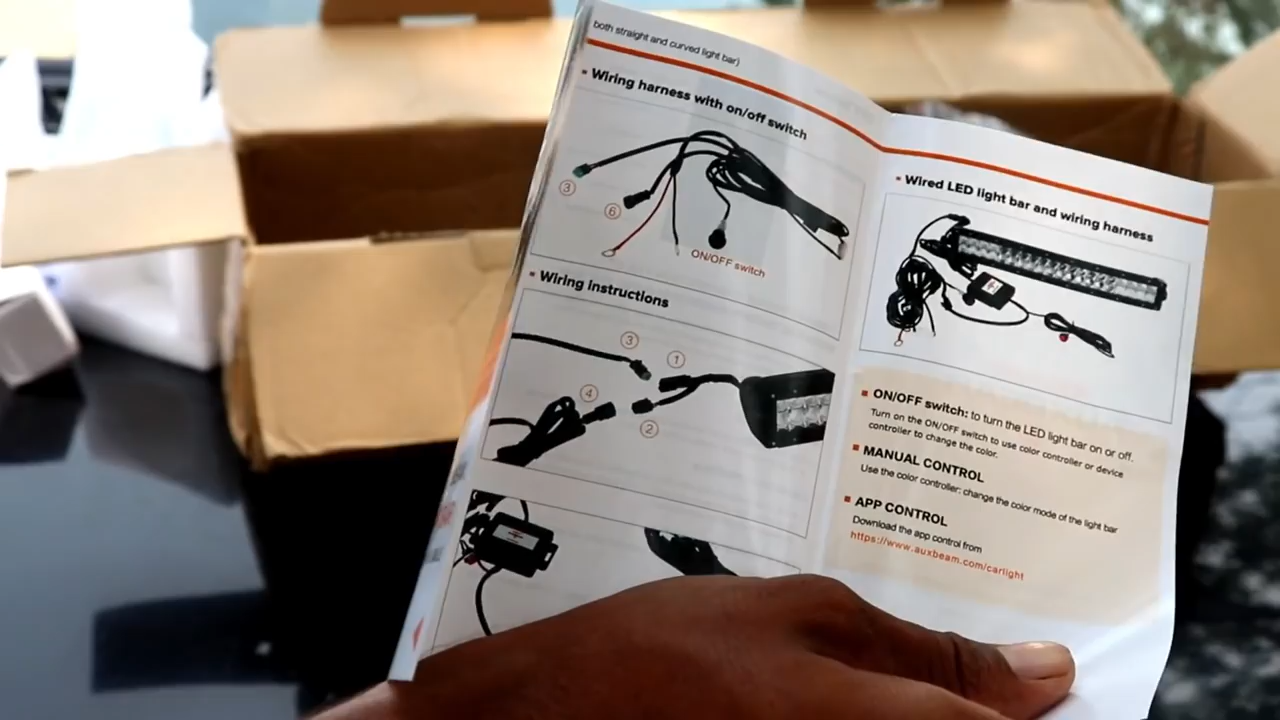 both straight and curved light bar)
Wiring harness with on/off switch
3
6
ON/OFF switch
Wiring instructions
3
1
4
2
Wired LED light bar and wiring harness
ON/OFF switch: to turn the LED light bar on or off.
Turn on the ON/OFF switch to use color controller or device
controller to change the color.
MANUAL CONTROL
Use the color controller: change the color mode of the light bar
APP CONTROL
Download the app control from
https://www.auxbeam.com/carlight